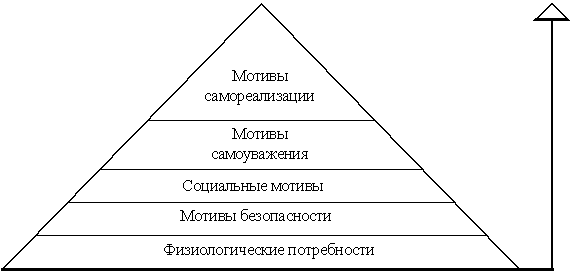 Мотивы
самореализации
Мотивы
самоуважения
Социальные мотивы
Мотивы безопасности
Физиологические потребности